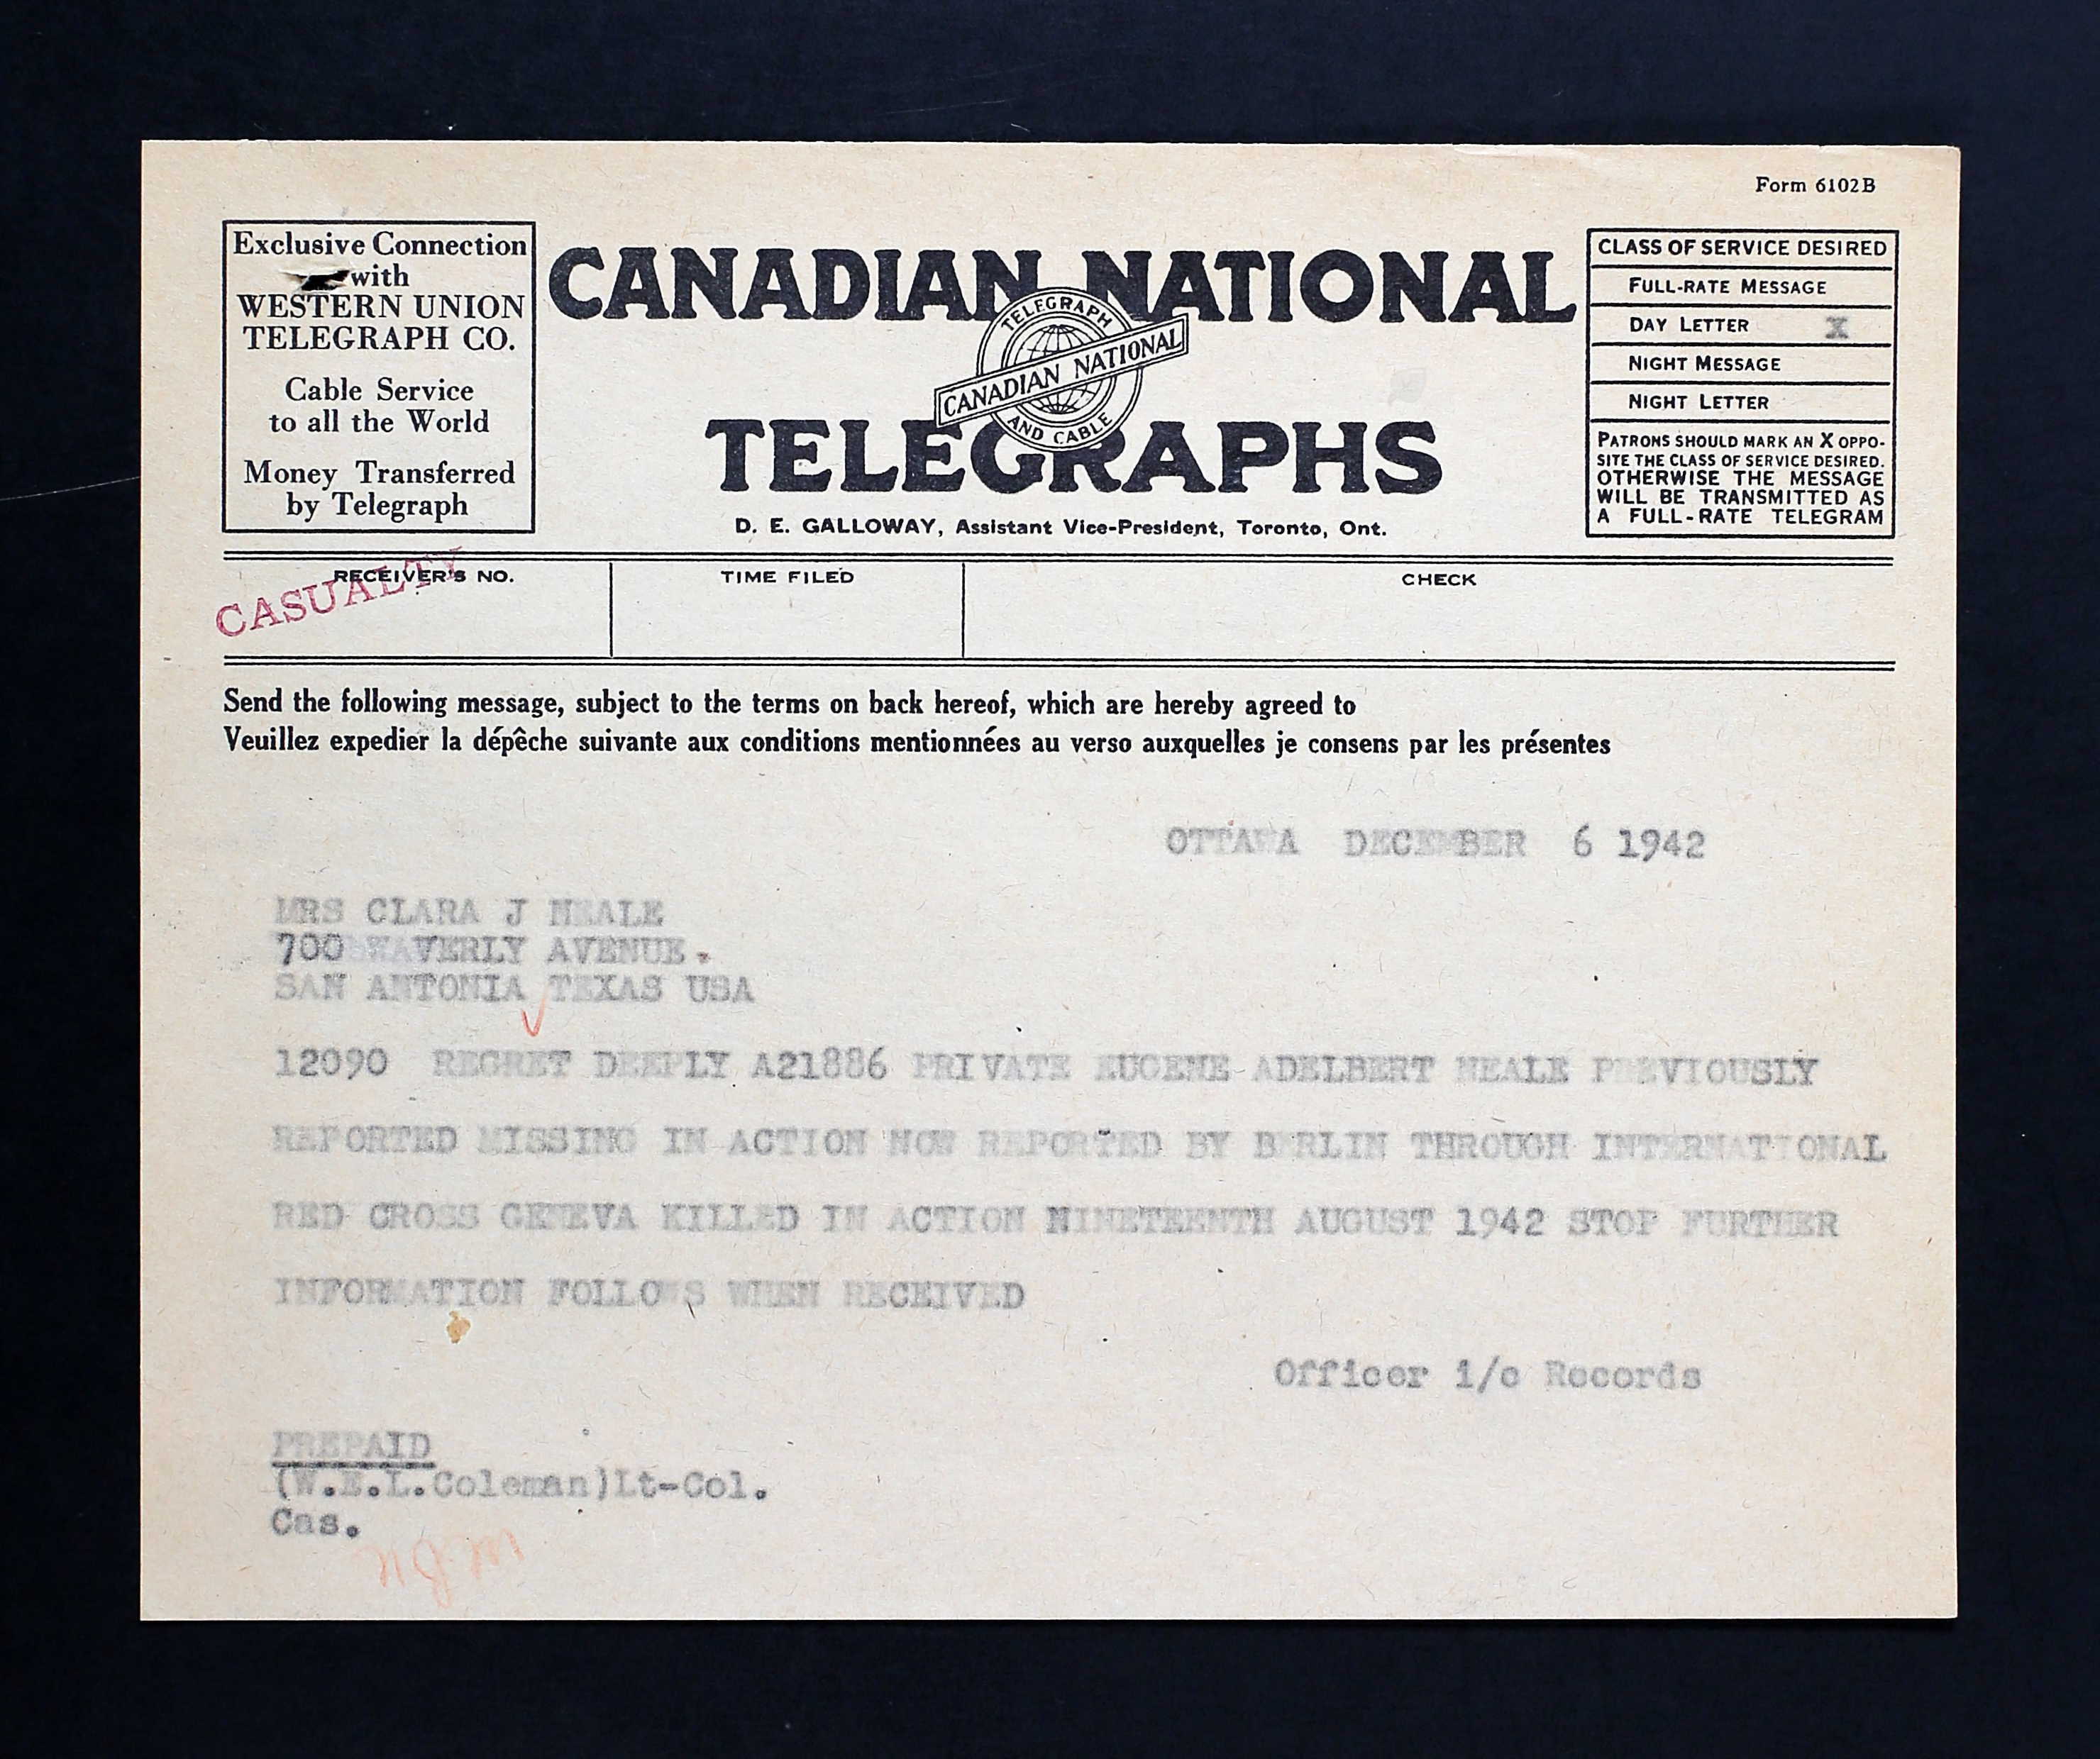 Form 6102B
Exclusive Connection
with
WESTERN UNION
TELEGRAPH CO.
Cable Service
to all the World
Money Transferred
by Telegraph
CANADIAN NATIONAL
TELEGRAPH
CANADIAN NATIONAL
AND CABLE
TELEGRAPHS
D. E. GALLOWAY, Assistant Vice-President, Toronto, Ont.
CLASS OF SERVICE DESIRED
FULL-RATE MESSAGE
DAY LETTER X
NIGHT MESSAGE
NIGHT LETTER
PATRONS SHOULD MARK AN X OPPO-
SITE THE CLASS OF SERVICE DESIRED.
OTHERWISE THE MESSAGE
WILL BE TRANSMITTED AS
A FULL-RATE TELEGRAM
RECEIVER'S NO. TIME FILED CHECK
CASUALTY
Send the following message, subject to the terms on back hereof, which are hereby agreed to
Veuillez expedier la dépêche suivante aux conditions mentionnées au verso auxquelles je consens par les présentes
OTTAWA DECEMBER 6 1942
MRS CLARA J NEALE
700 WAVERLY AVENUE.
SAN ANTONIA TEXAS USA
12090 REGRET DEEPLY A21886 PRIVATE EUGENE ADELBERT NEALE PREVIOUSLY
REPORTED MISSING IN ACTION NOW REPORTED BY BERLIN THROUGH INTERNATIONAL
RED CROSS GENEVA KILLED IN ACTION NINETEENTH AUGUST 1942 STOP FURTHER
INFORMATION FOLLOWS WHEN RECEIVED
Officer i/c Records
PREPAID
(W.E.L.Coleman)Lt-Col.
Cas.